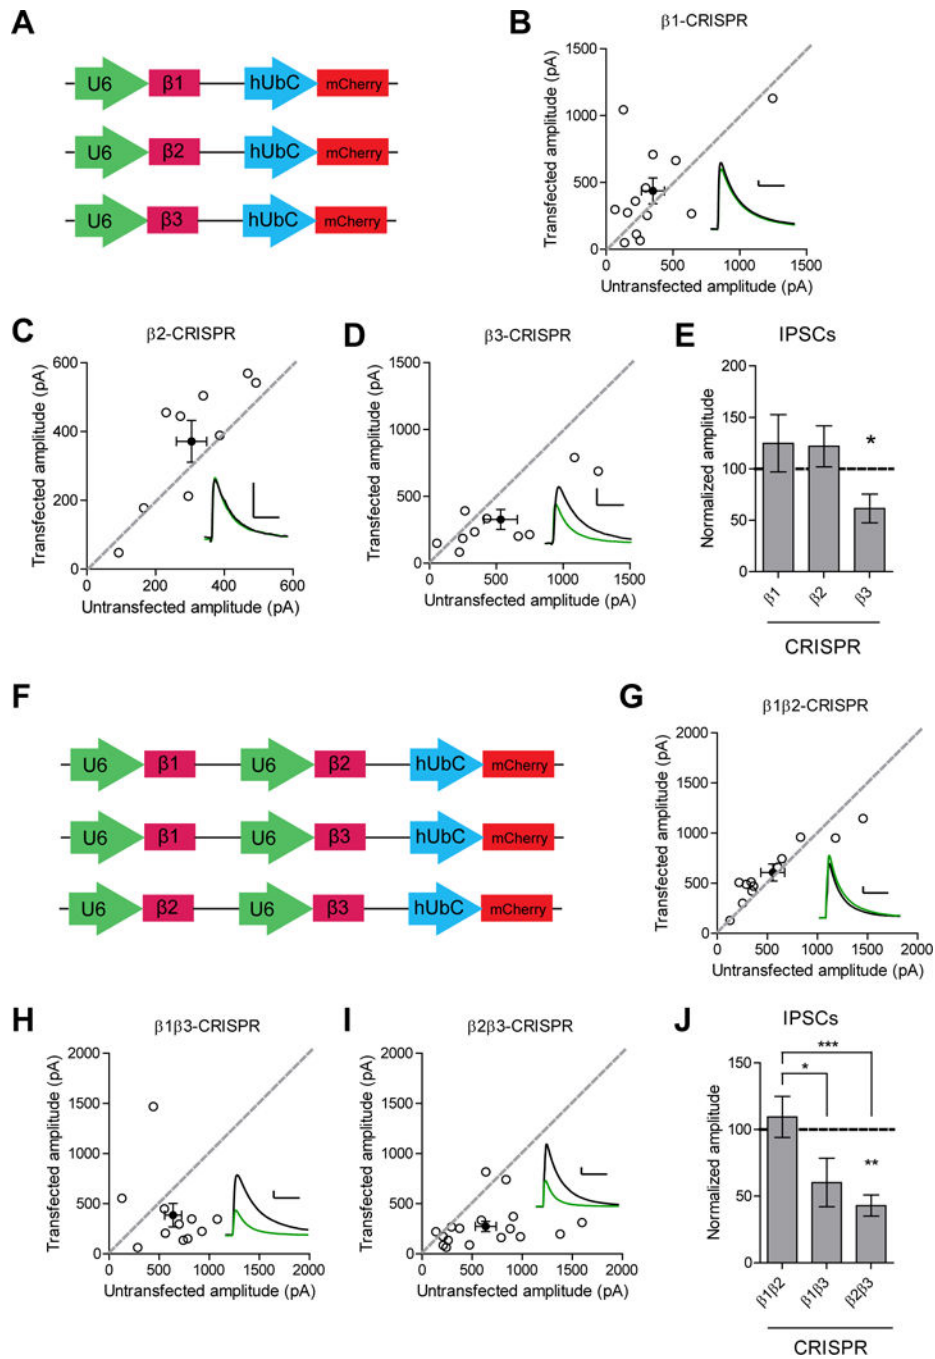 A
U6 β1 hUbC mCherry
U6 β2 hUbC mCherry
U6 β3 hUbC mCherry
B
β1-CRISPR
Transfected amplitude (pA)
1500
1000
500
0
0 500 1000 1500
Untransfected amplitude (pA)
C
β2-CRISPR
Transfected amplitude (pA)
600
400
200
0
0 200 400 600
Untransfected amplitude (pA)
D
β3-CRISPR
Transfected amplitude (pA)
1500
1000
500
0
0 500 1000 1500
Untransfected amplitude (pA)
E
IPSCs
Normalized amplitude
200
150
100
50
0
*
β1 β2 β3
CRISPR
F
U6 β1 U6 β2 hUbC mCherry
U6 β1 U6 β3 hUbC mCherry
U6 β2 U6 β3 hUbC mCherry
G
β1β2-CRISPR
Transfected amplitude (pA)
2000
1500
1000
500
0
0 500 1000 1500 2000
Untransfected amplitude (pA)
H
β1β3-CRISPR
Transfected amplitude (pA)
2000
1500
1000
500
0
0 500 1000 1500 2000
Untransfected amplitude (pA)
I
β2β3-CRISPR
Transfected amplitude (pA)
2000
1500
1000
500
0
0 500 1000 1500 2000
Untransfected amplitude (pA)
J
IPSCs
Normalized amplitude
150
100
50
0
***
*
**
β1β2 β1β3 β2β3
CRISPR